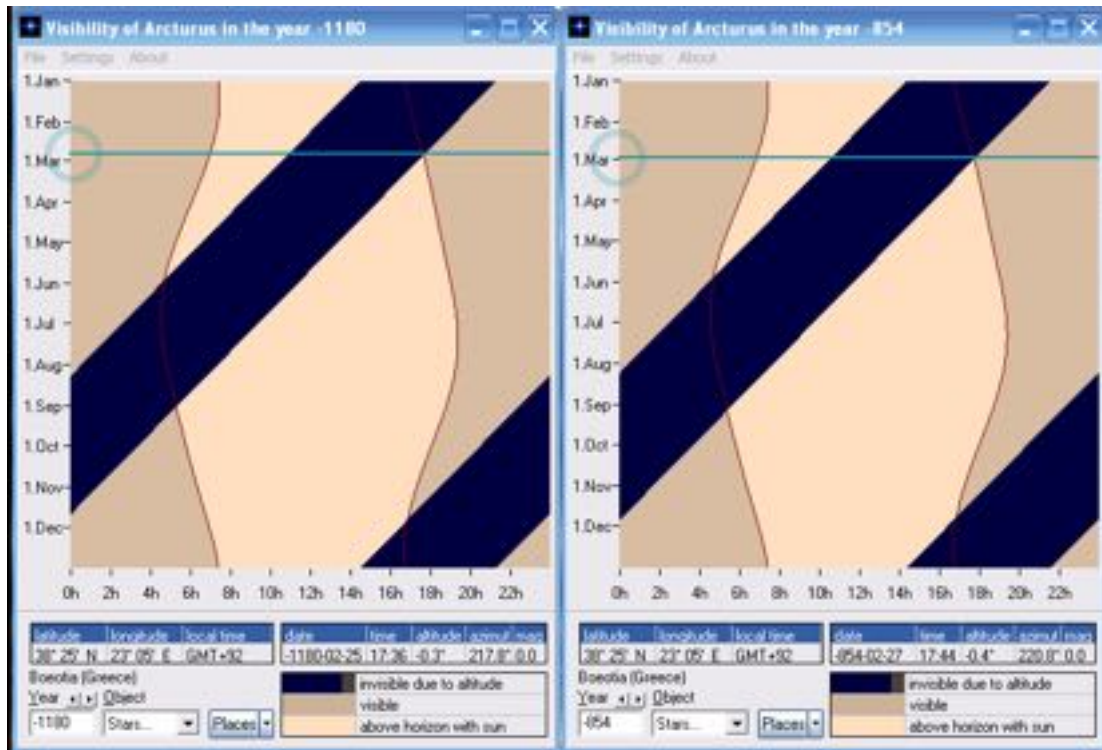 Visibility of Arcturus in the year -1180
File Settings About
1.Jan
1.Feb
1.Mar
1.Apr
1.May
1.Jun
1.Jul
1.Aug
1.Sep
1.Oct
1.Nov
1.Dec
0h 2h 4h 6h 8h 10h 12h 14h 16h 18h 20h 22h
latitude longitude local time date time altitude azimut mag
38° 25' N 23° 05' E GMT+92 -1180-02-25 17:36 -0.3° 217.8° 0.0
Boeotia (Greece)
Year Object
-1180 Stars... Places
invisible due to altitude
visible
above horizon with sun
Visibility of Arcturus in the year -854
File Settings About
1.Jan
1.Feb
1.Mar
1.Apr
1.May
1.Jun
1.Jul
1.Aug
1.Sep
1.Oct
1.Nov
1.Dec
0h 2h 4h 6h 8h 10h 12h 14h 16h 18h 20h 22h
latitude longitude local time date time altitude azimut mag
38° 25' N 23° 05' E GMT+92 -854-02-27 17:44 -0.4° 220.8° 0.0
Boeotia (Greece)
Year Object
-854 Stars... Places
invisible due to altitude
visible
above horizon with sun